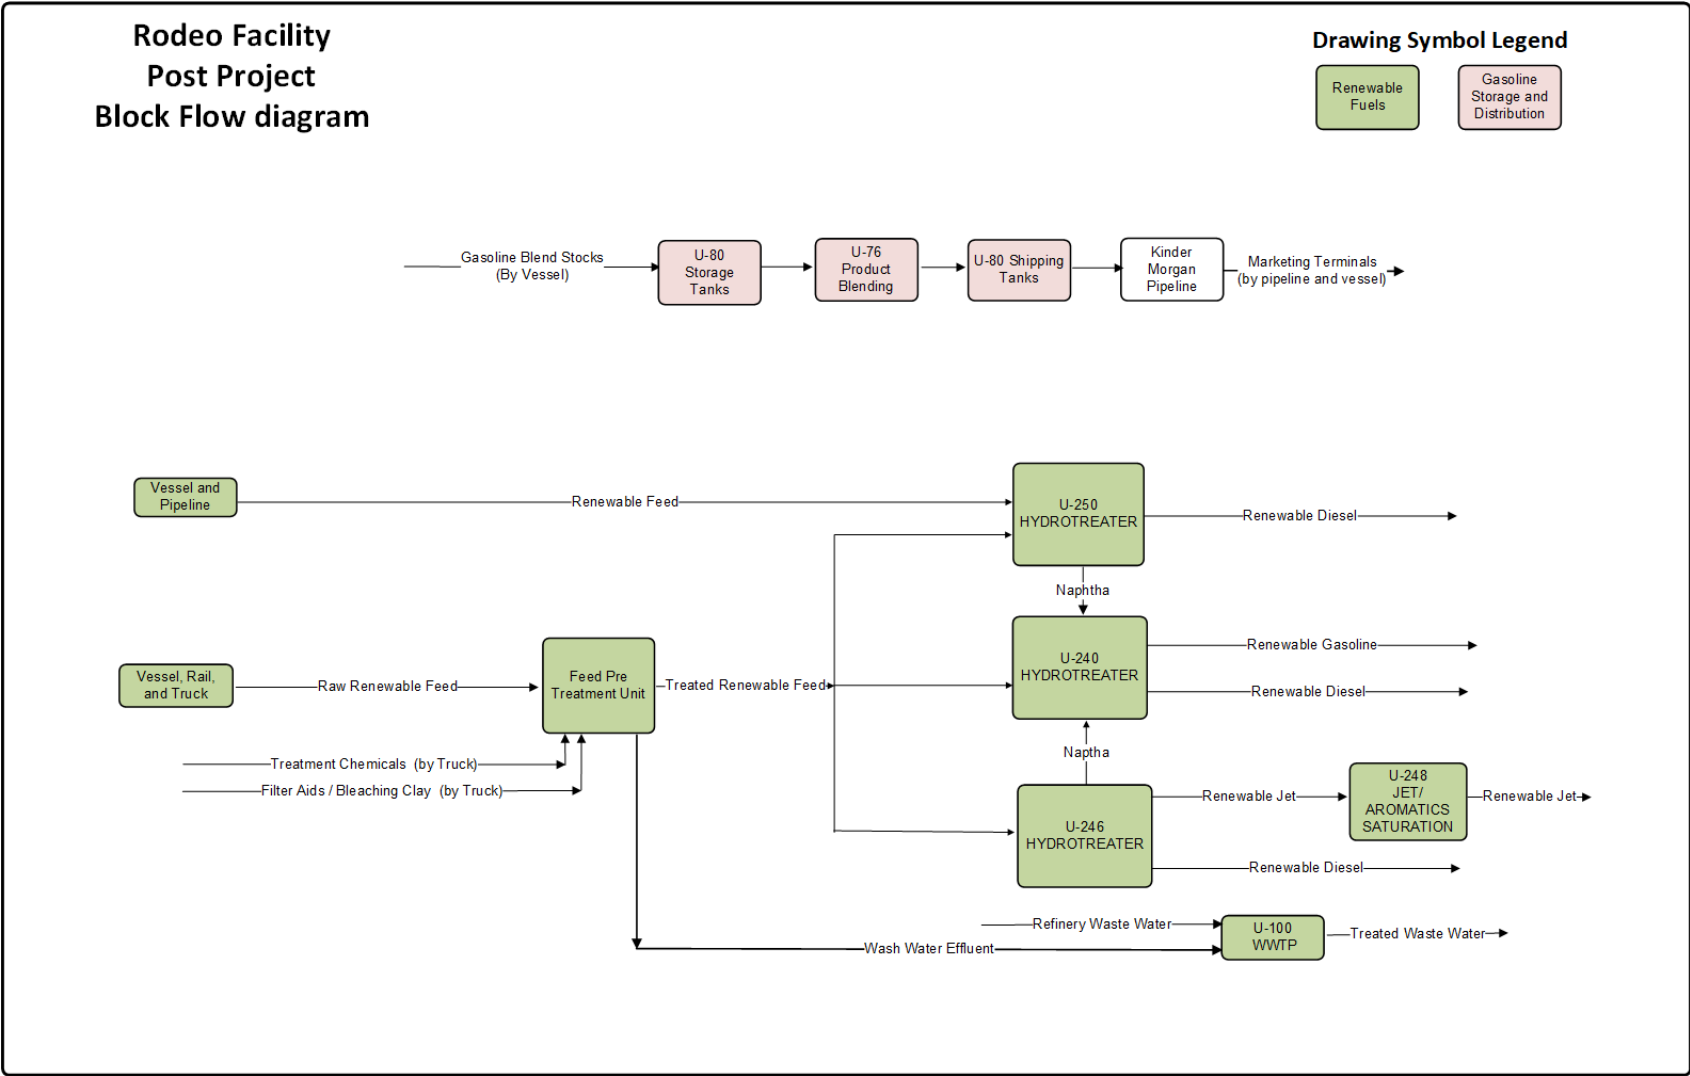 Rodeo Facility
Post Project
Block Flow diagram
Drawing Symbol Legend
Renewable
Fuels
Gasoline
Storage and
Distribution
Gasoline Blend Stocks
(By Vessel)
U-80
Storage
Tanks
U-76
Product
Blending
U-80 Shipping
Tanks
Kinder
Morgan
Pipeline
Marketing Terminals
(by pipeline and vessel)
Vessel and
Pipeline
Renewable Feed
U-250
HYDROTREATER
Renewable Diesel
Naphtha
Vessel, Rail,
and Truck
Raw Renewable Feed
Feed Pre
Treatment Unit
Treated Renewable Feed
U-240
HYDROTREATER
Renewable Gasoline
Renewable Diesel
Treatment Chemicals (by Truck)
Filter Aids / Bleaching Clay (by Truck)
Naptha
U-246
HYDROTREATER
Renewable Jet
U-248
JET/
AROMATICS
SATURATION
Renewable Jet
Renewable Diesel
Refinery Waste Water
Wash Water Effluent
U-100
WWTP
Treated Waste Water